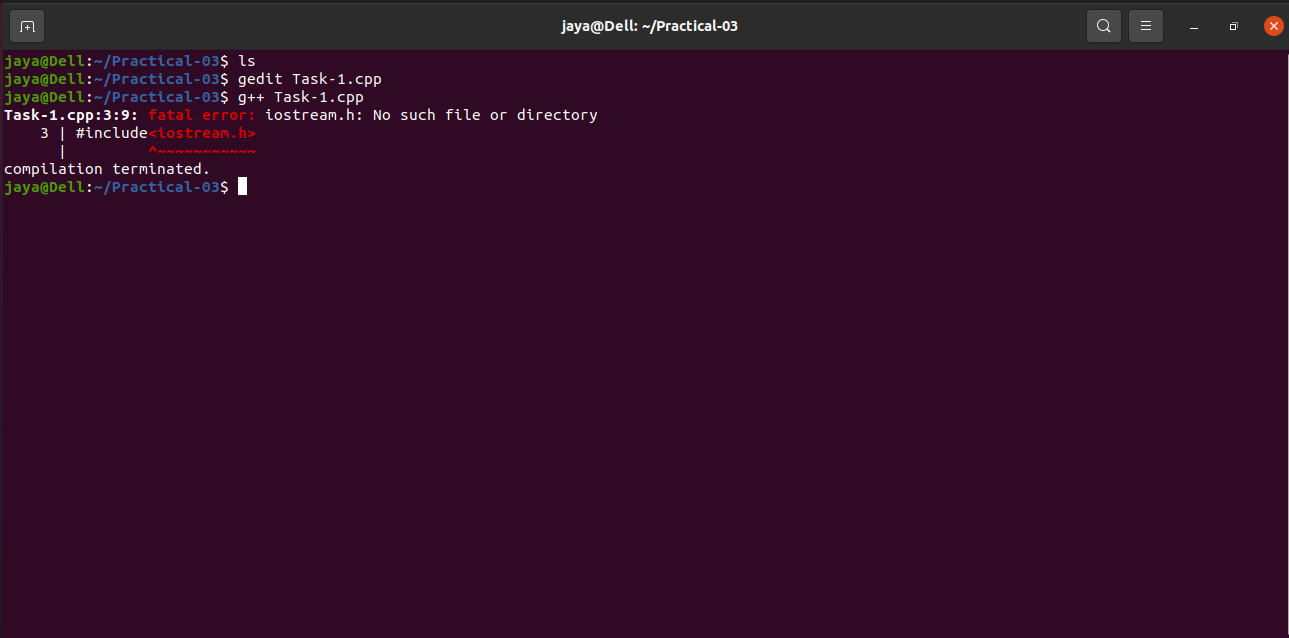 jaya@Dell: ~/Practical-03
jaya@Dell:~/Practical-03$ ls
jaya@Dell:~/Practical-03$ gedit Task-1.cpp
jaya@Dell:~/Practical-03$ g++ Task-1.cpp
Task-1.cpp:3:9: fatal error: iostream.h: No such file or directory
    3 | #include<iostream.h>
      |         ^~~~~~~~~~~~
compilation terminated.
jaya@Dell:~/Practical-03$